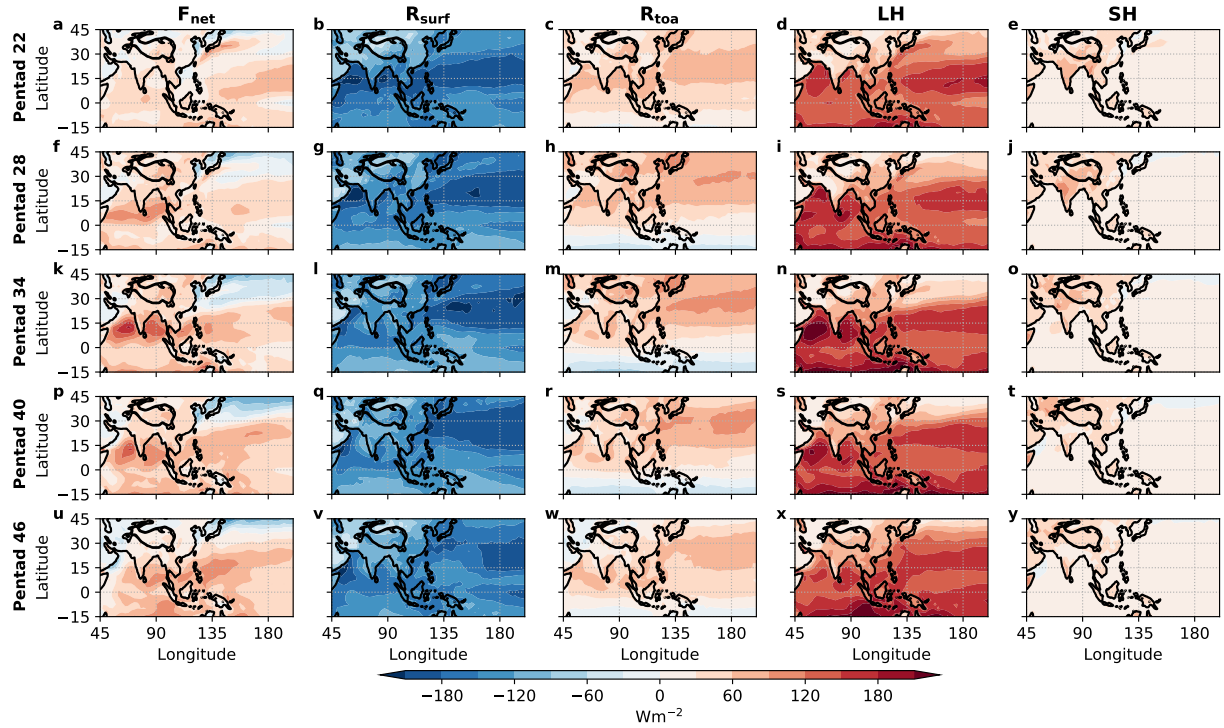 F_net R_surf R_toa LH SH
Pentad 22
Latitude
45
30
15
0
−15
a b c d e
Pentad 28
Latitude
45
30
15
0
−15
f g h i j
Pentad 34
Latitude
45
30
15
0
−15
k l m n o
Pentad 40
Latitude
45
30
15
0
−15
p q r s t
Pentad 46
Latitude
45
30
15
0
−15
u v w x y
45 90 135 180 45 90 135 180 45 90 135 180 45 90 135 180 45 90 135 180
Longitude Longitude Longitude Longitude Longitude
−180 −120 −60 0 60 120 180
Wm⁻²